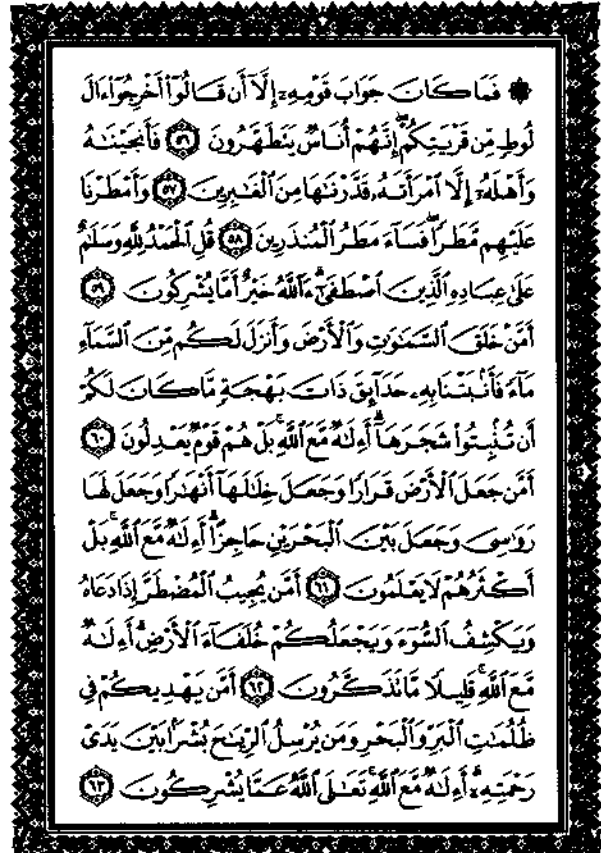 ۞ فَمَا كَانَ جَوَابَ قَوْمِهِۦٓ إِلَّآ أَن قَالُوٓا۟ أَخْرِجُوٓا۟ ءَالَ
لُوطٍ مِّن قَرْيَتِكُمْ ۖ إِنَّهُمْ أُنَاسٌ يَتَطَهَّرُونَ ٥٦ فَأَنجَيْنَٰهُ
وَأَهْلَهُۥٓ إِلَّا ٱمْرَأَتَهُۥ قَدَّرْنَٰهَا مِنَ ٱلْغَٰبِرِينَ ٥٧ وَأَمْطَرْنَا
عَلَيْهِم مَّطَرًا ۖ فَسَآءَ مَطَرُ ٱلْمُنذَرِينَ ٥٨ قُلِ ٱلْحَمْدُ لِلَّهِ وَسَلَٰمٌ
عَلَىٰ عِبَادِهِ ٱلَّذِينَ ٱصْطَفَىٰٓ ۗ ءَآللَّهُ خَيْرٌ أَمَّا يُشْرِكُونَ ٥٩
أَمَّنْ خَلَقَ ٱلسَّمَٰوَٰتِ وَٱلْأَرْضَ وَأَنزَلَ لَكُم مِّنَ ٱلسَّمَآءِ
مَآءً فَأَنۢبَتْنَا بِهِۦ حَدَآئِقَ ذَاتَ بَهْجَةٍ مَّا كَانَ لَكُمْ
أَن تُنۢبِتُوا۟ شَجَرَهَآ ۗ أَءِلَٰهٌ مَّعَ ٱللَّهِ ۚ بَلْ هُمْ قَوْمٌ يَعْدِلُونَ ٦٠
أَمَّن جَعَلَ ٱلْأَرْضَ قَرَارًا وَجَعَلَ خِلَٰلَهَآ أَنْهَٰرًا وَجَعَلَ لَهَا
رَوَٰسِىَ وَجَعَلَ بَيْنَ ٱلْبَحْرَيْنِ حَاجِزًا ۗ أَءِلَٰهٌ مَّعَ ٱللَّهِ ۚ بَلْ
أَكْثَرُهُمْ لَا يَعْلَمُونَ ٦١ أَمَّن يُجِيبُ ٱلْمُضْطَرَّ إِذَا دَعَاهُ
وَيَكْشِفُ ٱلسُّوٓءَ وَيَجْعَلُكُمْ خُلَفَآءَ ٱلْأَرْضِ ۗ أَءِلَٰهٌ
مَّعَ ٱللَّهِ ۚ قَلِيلًا مَّا تَذَكَّرُونَ ٦٢ أَمَّن يَهْدِيكُمْ فِى
ظُلُمَٰتِ ٱلْبَرِّ وَٱلْبَحْرِ وَمَن يُرْسِلُ ٱلرِّيَٰحَ بُشْرًۢا بَيْنَ يَدَىْ
رَحْمَتِهِۦٓ ۗ أَءِلَٰهٌ مَّعَ ٱللَّهِ ۚ تَعَٰلَى ٱللَّهُ عَمَّا يُشْرِكُونَ ٦٣